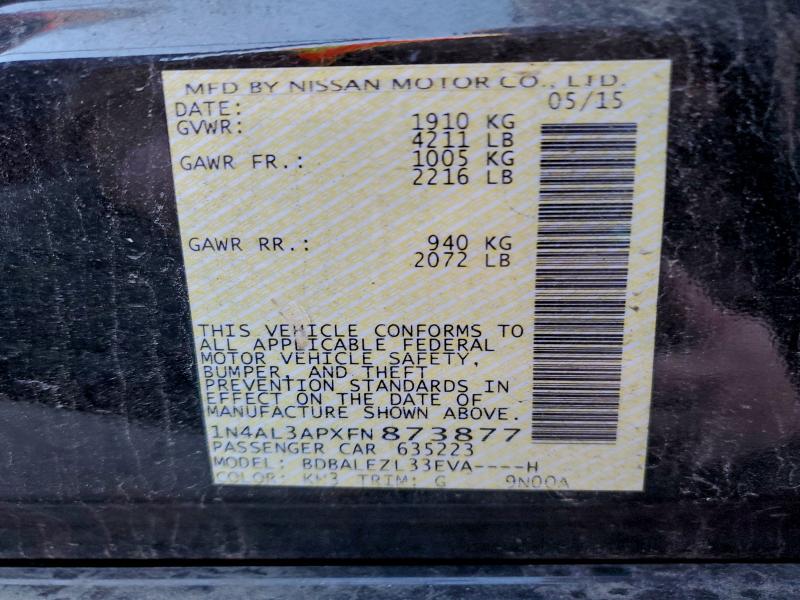 MFD BY NISSAN MOTOR CO., LTD.
DATE: 05/15
GVWR: 1910 KG
4211 LB
GAWR FR.: 1005 KG
2216 LB
GAWR RR.: 940 KG
2072 LB
THIS VEHICLE CONFORMS TO
ALL APPLICABLE FEDERAL
MOTOR VEHICLE SAFETY,
BUMPER, AND THEFT
PREVENTION STANDARDS IN
EFFECT ON THE DATE OF
MANUFACTURE SHOWN ABOVE.
1N4AL3APXFN873877
PASSENGER CAR 635223
MODEL: BDBALEZL33EVA----H
COLOR: KH3 TRIM: G 9N00A